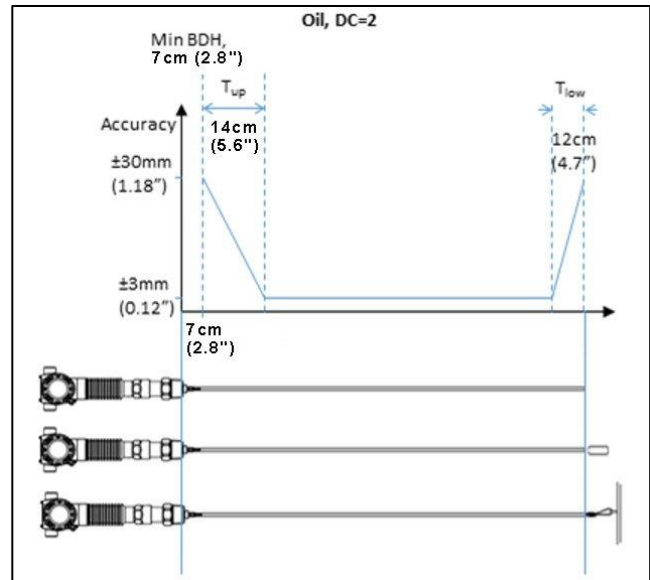 Oil, DC=2
Min BDH,
7cm (2.8")
Tup
Tlow
Accuracy
14cm
(5.6")
12cm
(4.7")
±30mm
(1.18")
±3mm
(0.12")
7cm
(2.8")